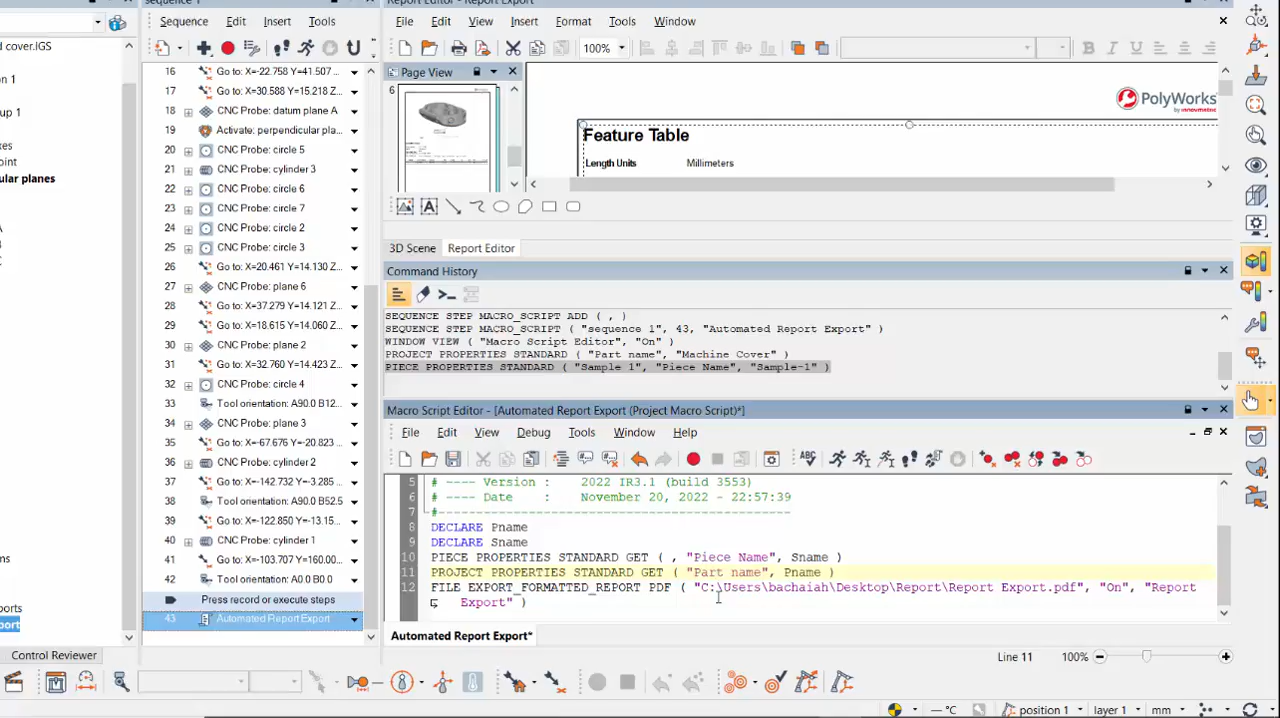 sequence 1
Report Editor - Report Export
Sequence Edit Insert Tools
File Edit View Insert Format Tools Window
d cover.IGS
on 1
up 1
xes
oint
ular planes
ms
ports
port
Control Reviewer
16 Go to: X=-22.758 Y=41.507 ...
17 Go to: X=30.588 Y=15.218 Z...
18 CNC Probe: datum plane A
19 Activate: perpendicular pla...
20 CNC Probe: circle 5
21 CNC Probe: cylinder 3
22 CNC Probe: circle 6
23 CNC Probe: circle 7
24 CNC Probe: circle 2
25 CNC Probe: circle 3
26 Go to: X=20.461 Y=14.130 Z...
27 CNC Probe: plane 6
28 Go to: X=37.279 Y=14.121 Z...
29 Go to: X=18.615 Y=14.060 Z...
30 CNC Probe: plane 2
31 Go to: X=32.760 Y=14.423 Z...
32 CNC Probe: circle 4
33 Tool orientation: A90.0 B12...
34 CNC Probe: plane 3
35 Go to: X=-67.676 Y=-20.823 ...
36 CNC Probe: cylinder 2
37 Go to: X=-142.732 Y=-3.285 ...
38 Tool orientation: A90.0 B52.5
39 Go to: X=-122.850 Y=-13.15...
40 CNC Probe: cylinder 1
41 Go to: X=-103.707 Y=160.00...
42 Tool orientation: A0.0 B0.0
Press record or execute steps
43 Automated Report Export
100%
B I U
Page View
6
PolyWorks
by innovmetric
Feature Table
Length Units Millimeters
3D Scene Report Editor
Command History
SEQUENCE STEP MACRO_SCRIPT ADD ( , )
SEQUENCE STEP MACRO_SCRIPT ( "sequence 1", 43, "Automated Report Export" )
WINDOW VIEW ( "Macro Script Editor", "On" )
PROJECT PROPERTIES STANDARD ( "Part name", "Machine Cover" )
PIECE PROPERTIES STANDARD ( "Sample 1", "Piece Name", "Sample-1" )
Macro Script Editor - [Automated Report Export (Project Macro Script)*]
File Edit View Debug Tools Window Help
5 # ---- Version : 2022 IR3.1 (build 3553)
6 # ---- Date : November 20, 2022 - 22:57:39
7 #------------------------------------------------
8 DECLARE Pname
9 DECLARE Sname
10 PIECE PROPERTIES STANDARD GET ( , "Piece Name", Sname )
11 PROJECT PROPERTIES STANDARD GET ( "Part name", Pname )
12 FILE EXPORT_FORMATTED_REPORT PDF ( "C:\Users\bachaiah\Desktop\Report\Report Export.pdf", "On", "Report
Export" )
Automated Report Export*
Line 11 100%
position 1 layer 1 mm